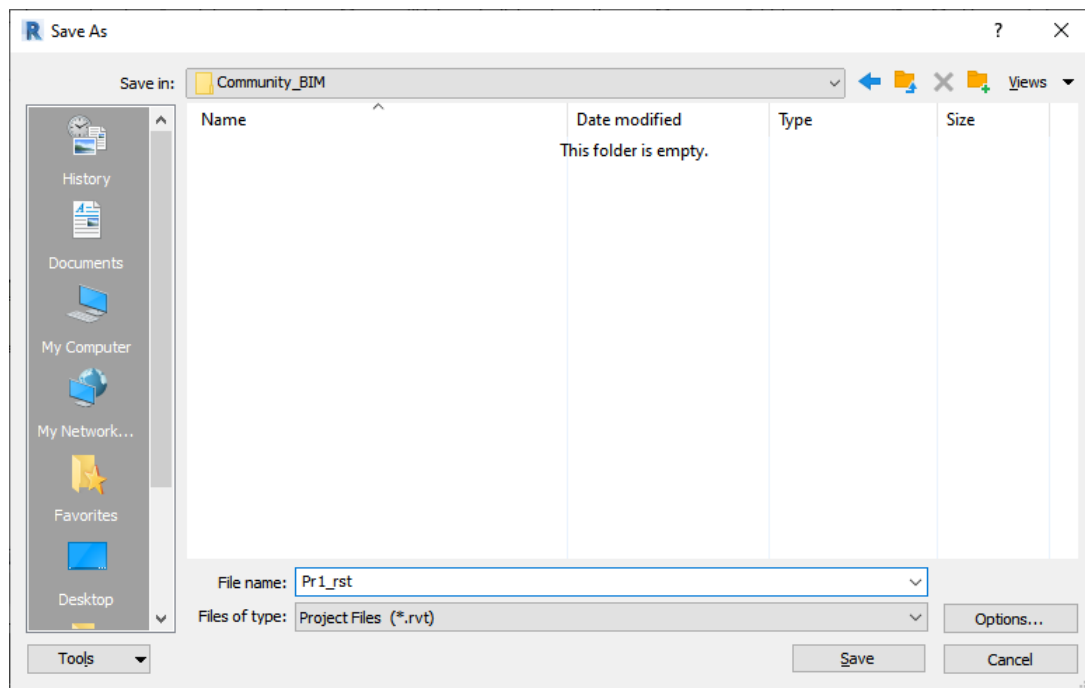 Save As
Save in: Community_BIM Views
Name Date modified Type Size
This folder is empty.
History
Documents
My Computer
My Network...
Favorites
Desktop
File name: Pr1_rst
Files of type: Project Files (*.rvt) Options...
Tools Save Cancel